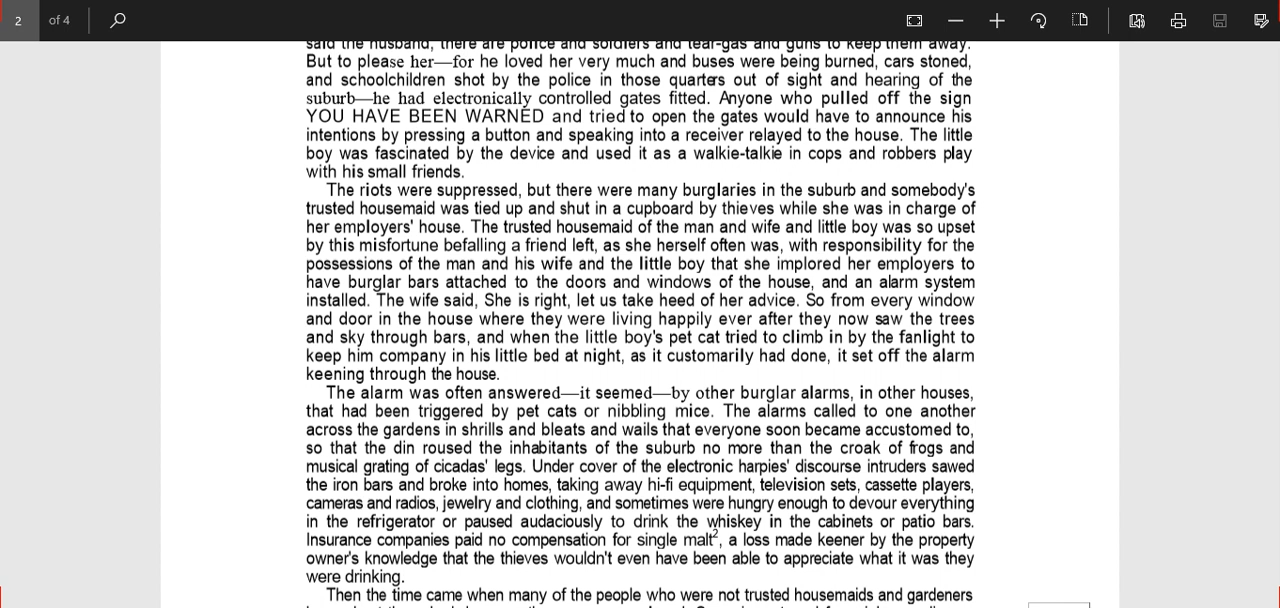 2 of 4
said the husband, there are police and soldiers and tear-gas and guns to keep them away.
But to please her—for he loved her very much and buses were being burned, cars stoned,
and schoolchildren shot by the police in those quarters out of sight and hearing of the
suburb—he had electronically controlled gates fitted. Anyone who pulled off the sign
YOU HAVE BEEN WARNED and tried to open the gates would have to announce his
intentions by pressing a button and speaking into a receiver relayed to the house. The little
boy was fascinated by the device and used it as a walkie-talkie in cops and robbers play
with his small friends.
The riots were suppressed, but there were many burglaries in the suburb and somebody's
trusted housemaid was tied up and shut in a cupboard by thieves while she was in charge of
her employers' house. The trusted housemaid of the man and wife and little boy was so upset
by this misfortune befalling a friend left, as she herself often was, with responsibility for the
possessions of the man and his wife and the little boy that she implored her employers to
have burglar bars attached to the doors and windows of the house, and an alarm system
installed. The wife said, She is right, let us take heed of her advice. So from every window
and door in the house where they were living happily ever after they now saw the trees
and sky through bars, and when the little boy's pet cat tried to climb in by the fanlight to
keep him company in his little bed at night, as it customarily had done, it set off the alarm
keening through the house.
The alarm was often answered—it seemed—by other burglar alarms, in other houses,
that had been triggered by pet cats or nibbling mice. The alarms called to one another
across the gardens in shrills and bleats and wails that everyone soon became accustomed to,
so that the din roused the inhabitants of the suburb no more than the croak of frogs and
musical grating of cicadas' legs. Under cover of the electronic harpies' discourse intruders sawed
the iron bars and broke into homes, taking away hi-fi equipment, television sets, cassette players,
cameras and radios, jewelry and clothing, and sometimes were hungry enough to devour everything
in the refrigerator or paused audaciously to drink the whiskey in the cabinets or patio bars.
Insurance companies paid no compensation for single malt², a loss made keener by the property
owner's knowledge that the thieves wouldn't even have been able to appreciate what it was they
were drinking.
Then the time came when many of the people who were not trusted housemaids and gardeners